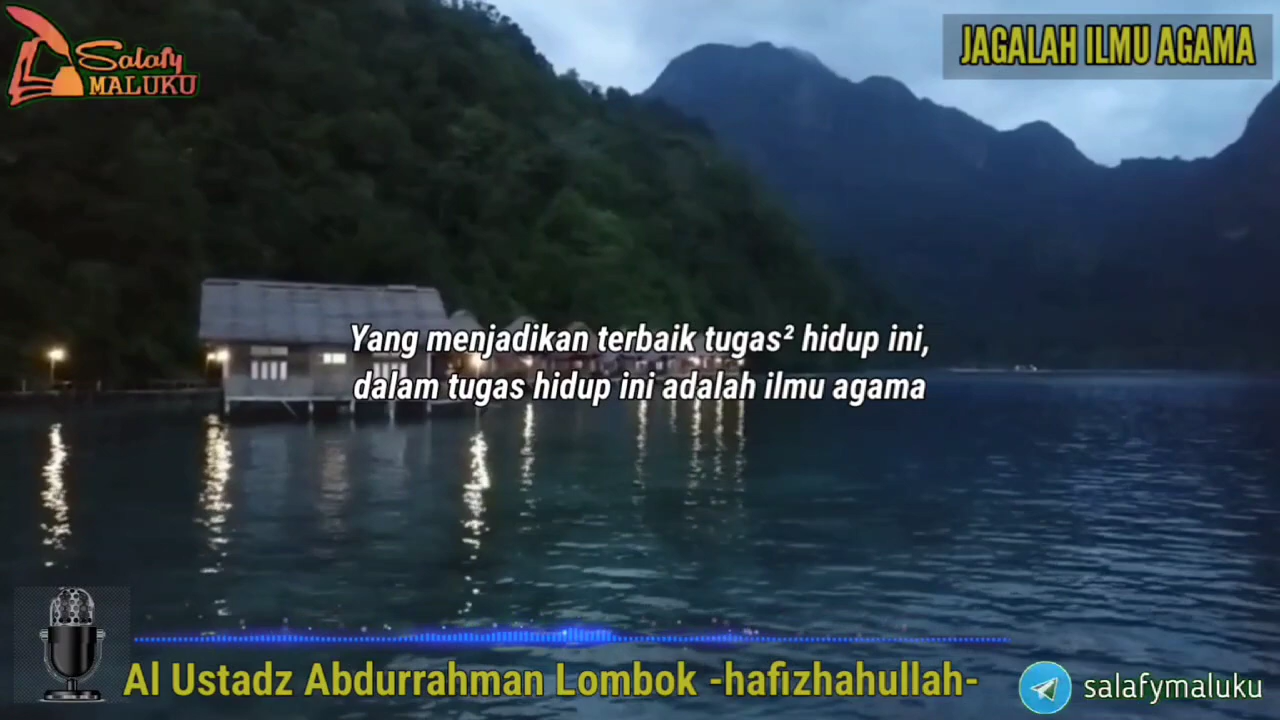 Salafy
MALUKU
JAGALAH ILMU AGAMA
Yang menjadikan terbaik tugas² hidup ini,
dalam tugas hidup ini adalah ilmu agama
Al Ustadz Abdurrahman Lombok -hafizhahullah-
salafymaluku